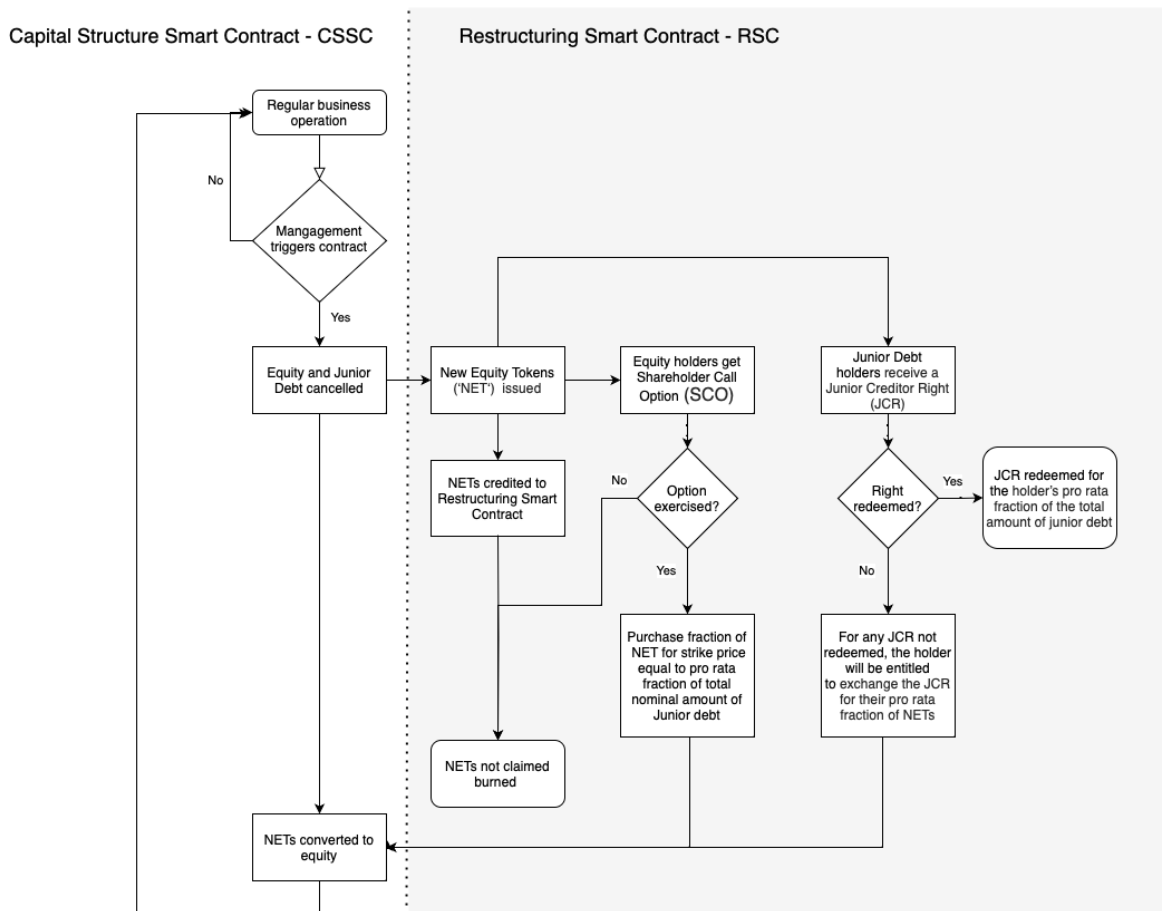 Capital Structure Smart Contract - CSSC
Restructuring Smart Contract - RSC
Regular business
operation
No
Mangagement
triggers contract
Yes
Equity and Junior
Debt cancelled
New Equity Tokens
('NET') issued
Equity holders get
Shareholder Call
Option (SCO)
Junior Debt
holders receive a
Junior Creditor Right
(JCR)
NETs credited to
Restructuring Smart
Contract
No
Option
exercised?
Yes
Right
redeemed?
Yes
No
JCR redeemed for
the holder's pro rata
fraction of the total
amount of junior debt
Purchase fraction of
NET for strike price
equal to pro rata
fraction of total
nominal amount of
Junior debt
For any JCR not
redeemed, the holder
will be entitled
to exchange the JCR
for their pro rata
fraction of NETs
NETs not claimed
burned
NETs converted to
equity